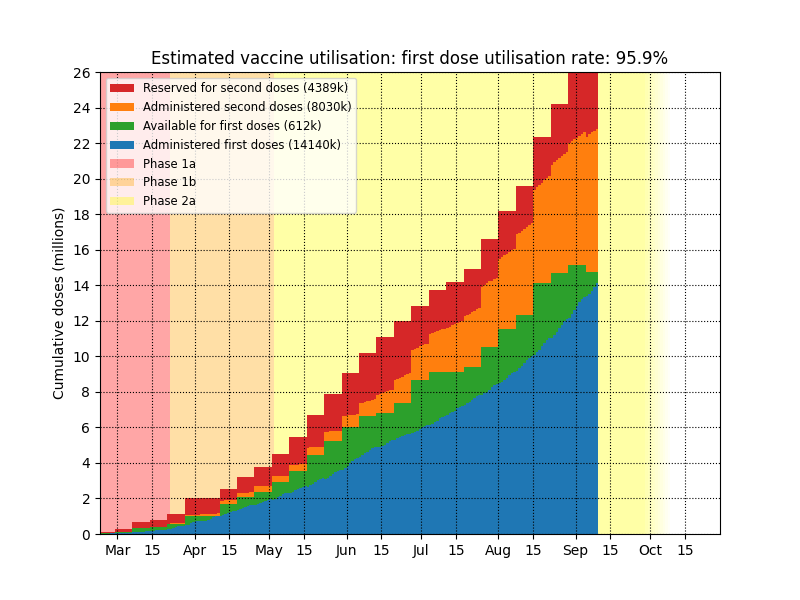 Estimated vaccine utilisation: first dose utilisation rate: 95.9%
Reserved for second doses (4389k)
Administered second doses (8030k)
Available for first doses (612k)
Administered first doses (14140k)
Phase 1a
Phase 1b
Phase 2a
Cumulative doses (millions)
26
24
22
20
18
16
14
12
10
8
6
4
2
0
Mar 15 Apr 15 May 15 Jun 15 Jul 15 Aug 15 Sep 15 Oct 15